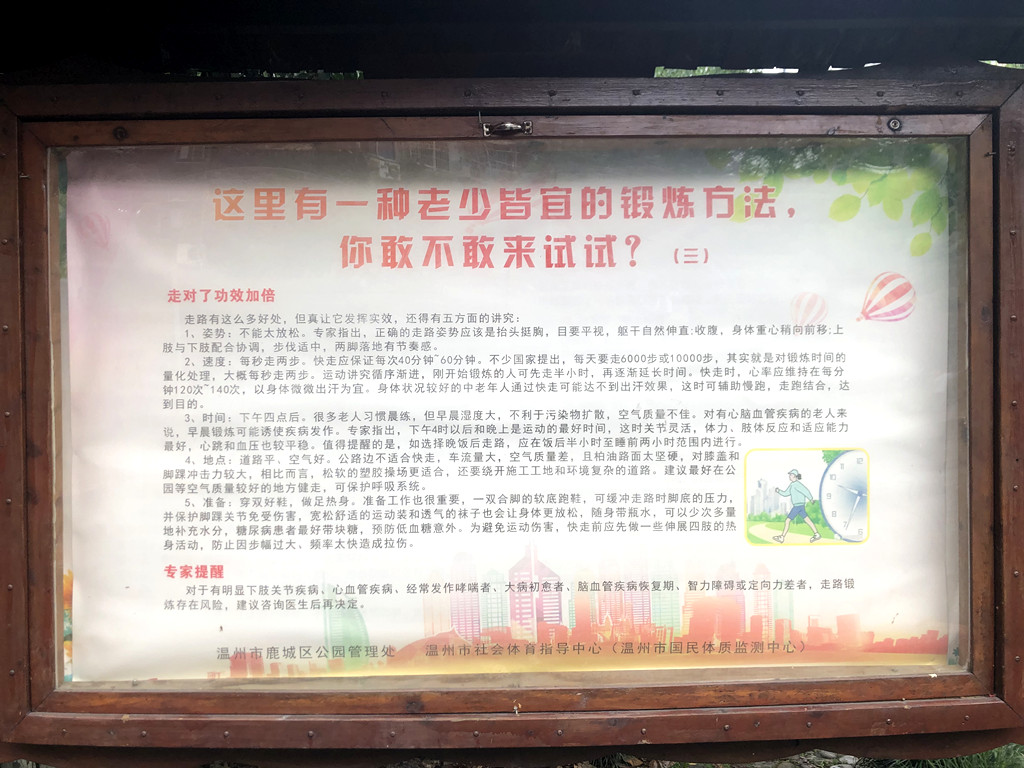 这里有一种老少皆宜的锻炼方法，
你敢不敢来试试？（三）
走对了功效加倍
走路有这么多好处，但真让它发挥实效，还得有五方面的讲究：
1、姿势：不能太放松。专家指出，正确的走路姿势应该是抬头挺胸，目要平视，躯干自然伸直;收腹，身体重心稍向前移;上
肢与下肢配合协调，步伐适中，两脚落地有节奏感。
2、速度：每秒走两步。快走应保证每次40分钟~60分钟。不少国家提出，每天要走6000步或10000步，其实就是对锻炼时间的
量化处理，大概每秒走两步。运动讲究循序渐进，刚开始锻炼的人可先走半小时，再逐渐延长时间。快走时，心率应维持在每分
钟120次~140次，以身体微微出汗为宜。身体状况较好的中老年人通过快走可能达不到出汗效果，这时可辅助慢跑，走跑结合，达
到目的。
3、时间：下午四点后。很多老人习惯晨练，但早晨湿度大，不利于污染物扩散，空气质量不佳。对有心脑血管疾病的老人来
说，早晨锻炼可能诱使疾病发作。专家指出，下午4时以后和晚上是运动的最好时间，这时关节灵活，体力、肢体反应和适应能力
最好，心跳和血压也较平稳。值得提醒的是，如选择晚饭后走路，应在饭后半小时至睡前两小时范围内进行。
4、地点：道路平、空气好。公路边不适合快走，车流量大，空气质量差，且柏油路面太坚硬，对膝盖和
脚踝冲击力较大，相比而言，松软的塑胶操场更适合，还要绕开施工工地和环境复杂的道路。建议最好在公
园等空气质量较好的地方健走，可保护呼吸系统。
5、准备：穿双好鞋，做足热身。准备工作也很重要，一双合脚的软底跑鞋，可缓冲走路时脚底的压力，
并保护脚踝关节免受伤害，宽松舒适的运动装和透气的袜子也会让身体更放松，随身带瓶水，可以少次多量
地补充水分，糖尿病患者最好带块糖，预防低血糖意外。为避免运动伤害，快走前应先做一些伸展四肢的热
身活动，防止因步幅过大、频率太快造成拉伤。
专家提醒
对于有明显下肢关节疾病、心血管疾病、经常发作哮喘者、大病初愈者、脑血管疾病恢复期、智力障碍或定向力差者，走路锻
炼存在风险，建议咨询医生后再决定。
温州市鹿城区公园管理处 温州市社会体育指导中心（温州市国民体质监测中心）